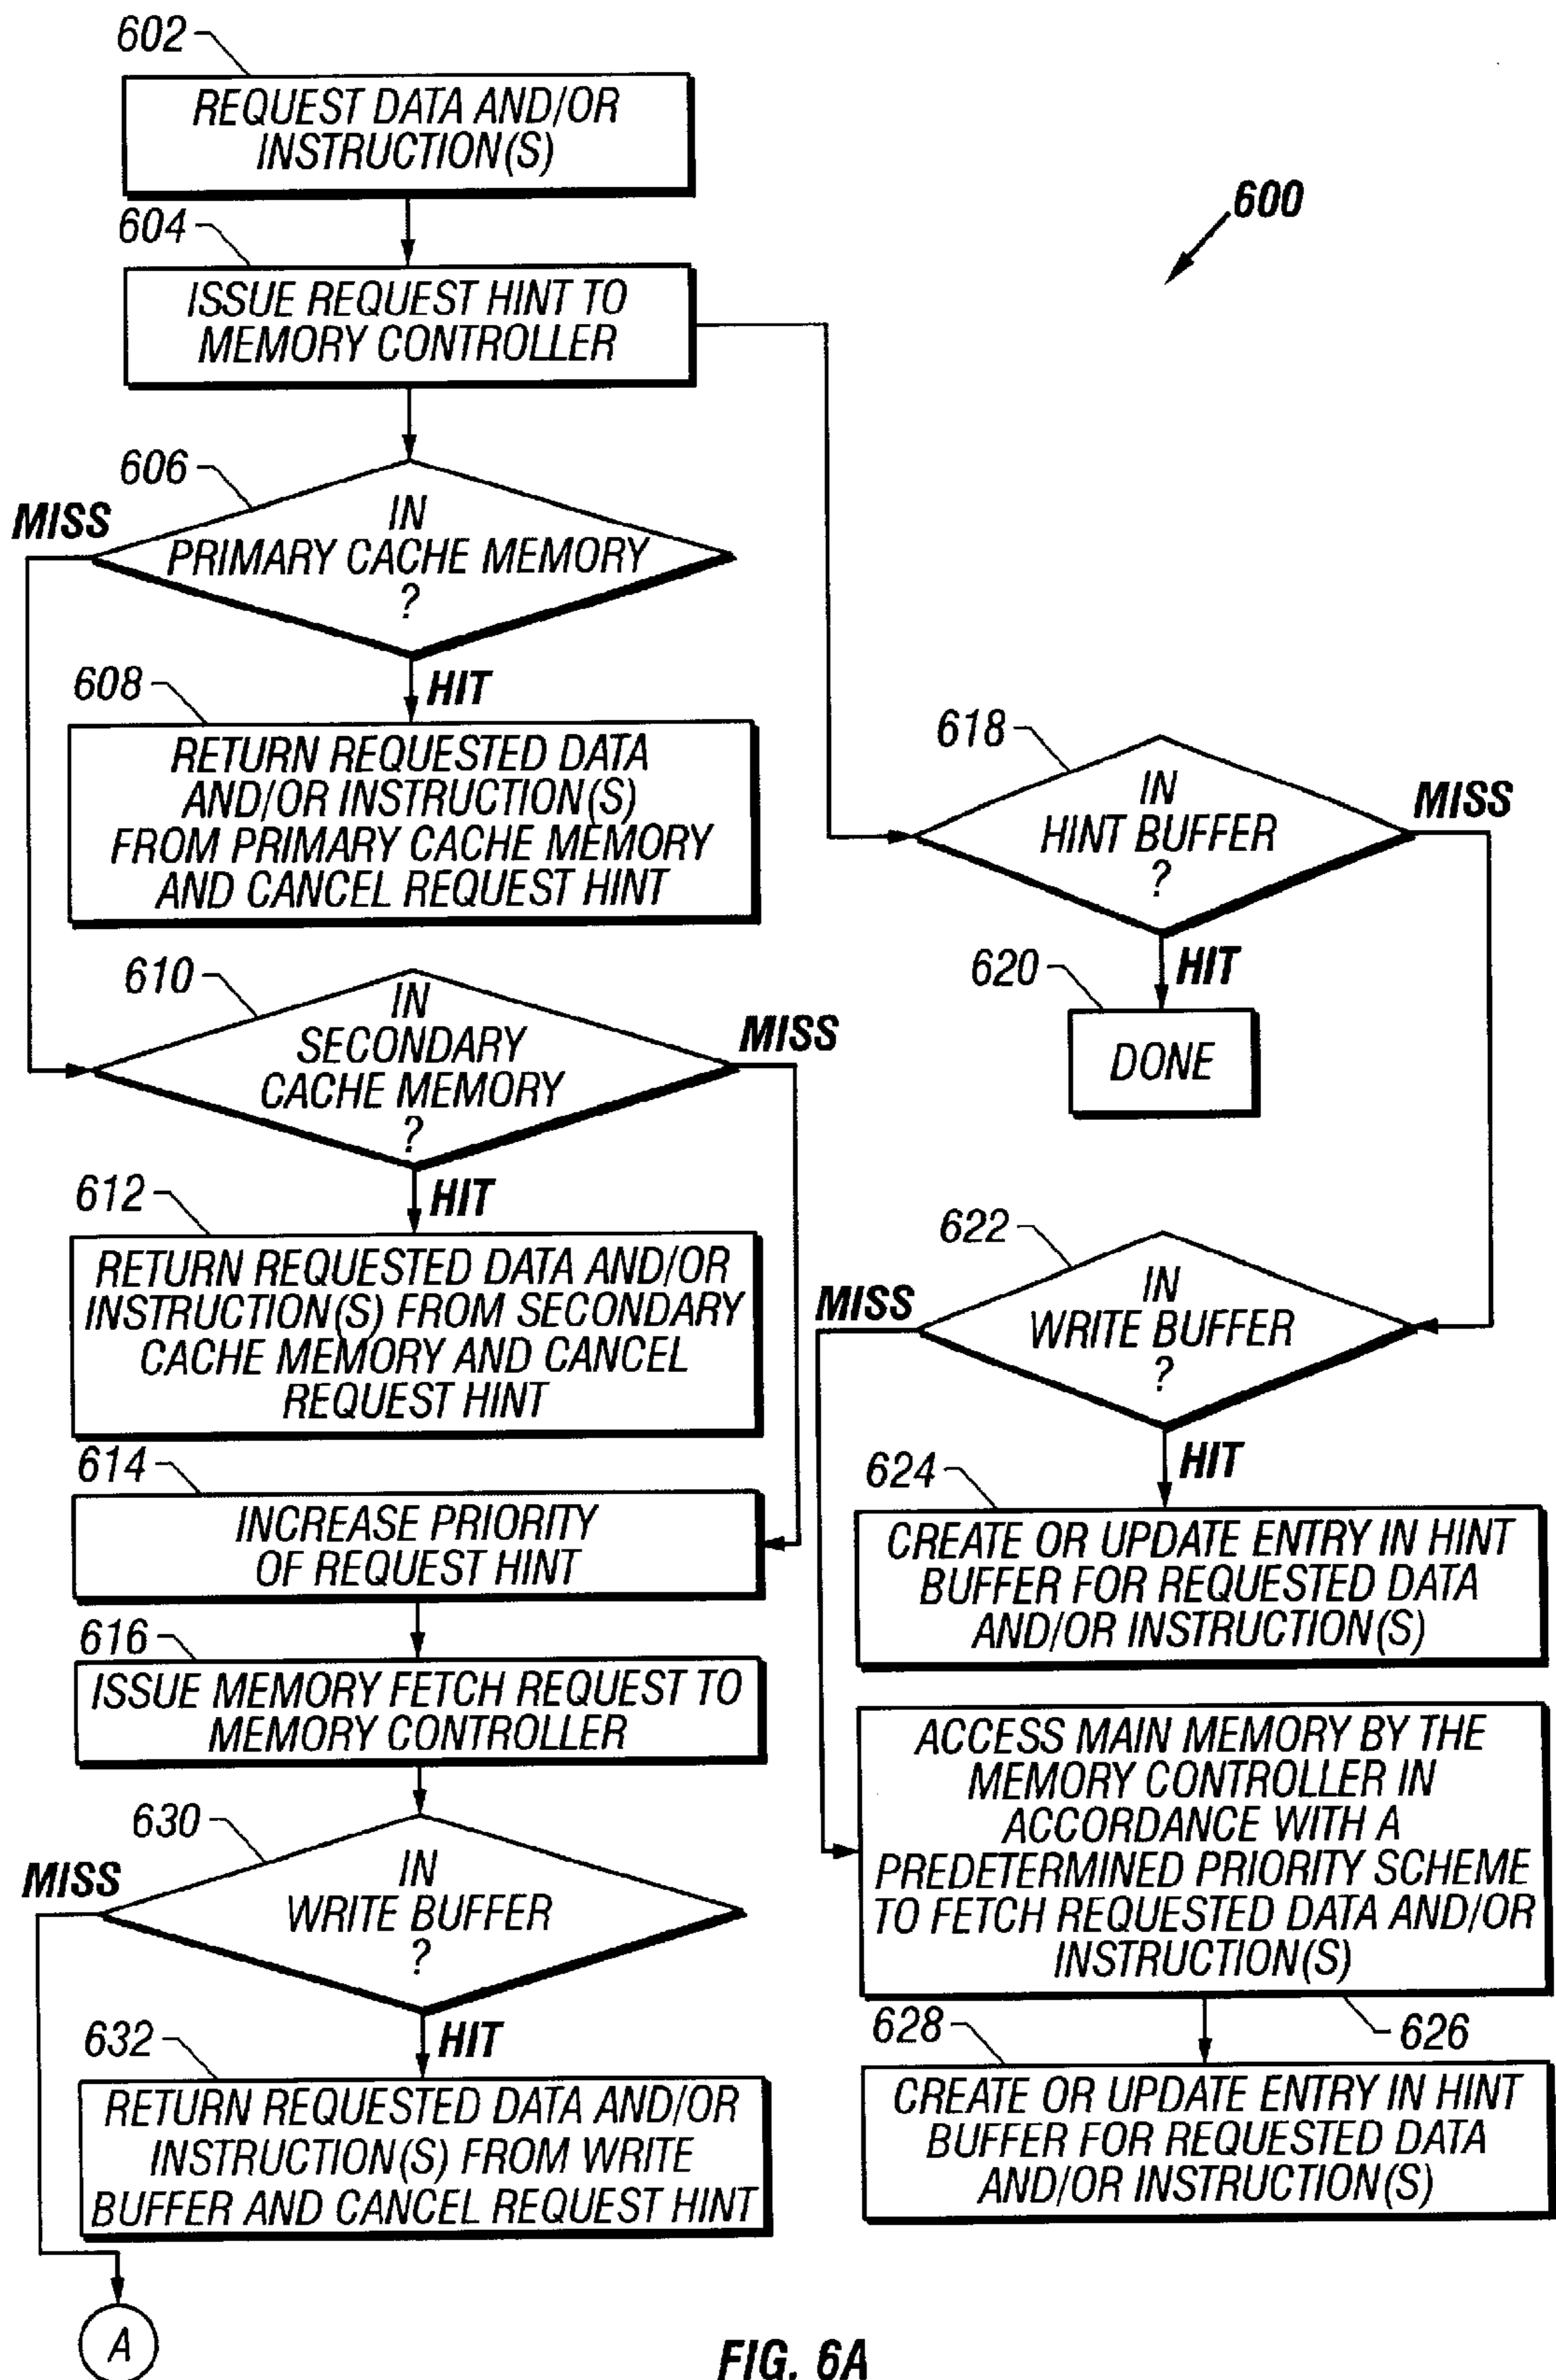 602
REQUEST DATA AND/OR
INSTRUCTION(S)
604
ISSUE REQUEST HINT TO
MEMORY CONTROLLER
600
606
MISS
IN
PRIMARY CACHE MEMORY
?
HIT
608
RETURN REQUESTED DATA
AND/OR INSTRUCTION(S)
FROM PRIMARY CACHE MEMORY
AND CANCEL REQUEST HINT
610
IN
SECONDARY
CACHE MEMORY
?
MISS
HIT
612
RETURN REQUESTED DATA AND/OR
INSTRUCTION(S) FROM SECONDARY
CACHE MEMORY AND CANCEL
REQUEST HINT
614
INCREASE PRIORITY
OF REQUEST HINT
616
ISSUE MEMORY FETCH REQUEST TO
MEMORY CONTROLLER
630
MISS
IN
WRITE BUFFER
?
HIT
632
RETURN REQUESTED DATA AND/OR
INSTRUCTION(S) FROM WRITE
BUFFER AND CANCEL REQUEST HINT
A
618
IN
HINT BUFFER
?
MISS
HIT
620
DONE
622
MISS
IN
WRITE BUFFER
?
HIT
624
CREATE OR UPDATE ENTRY IN HINT
BUFFER FOR REQUESTED DATA
AND/OR INSTRUCTION(S)
ACCESS MAIN MEMORY BY THE
MEMORY CONTROLLER IN
ACCORDANCE WITH A
PREDETERMINED PRIORITY SCHEME
TO FETCH REQUESTED DATA AND/OR
INSTRUCTION(S)
626
628
CREATE OR UPDATE ENTRY IN HINT
BUFFER FOR REQUESTED DATA
AND/OR INSTRUCTION(S)
FIG. 6A